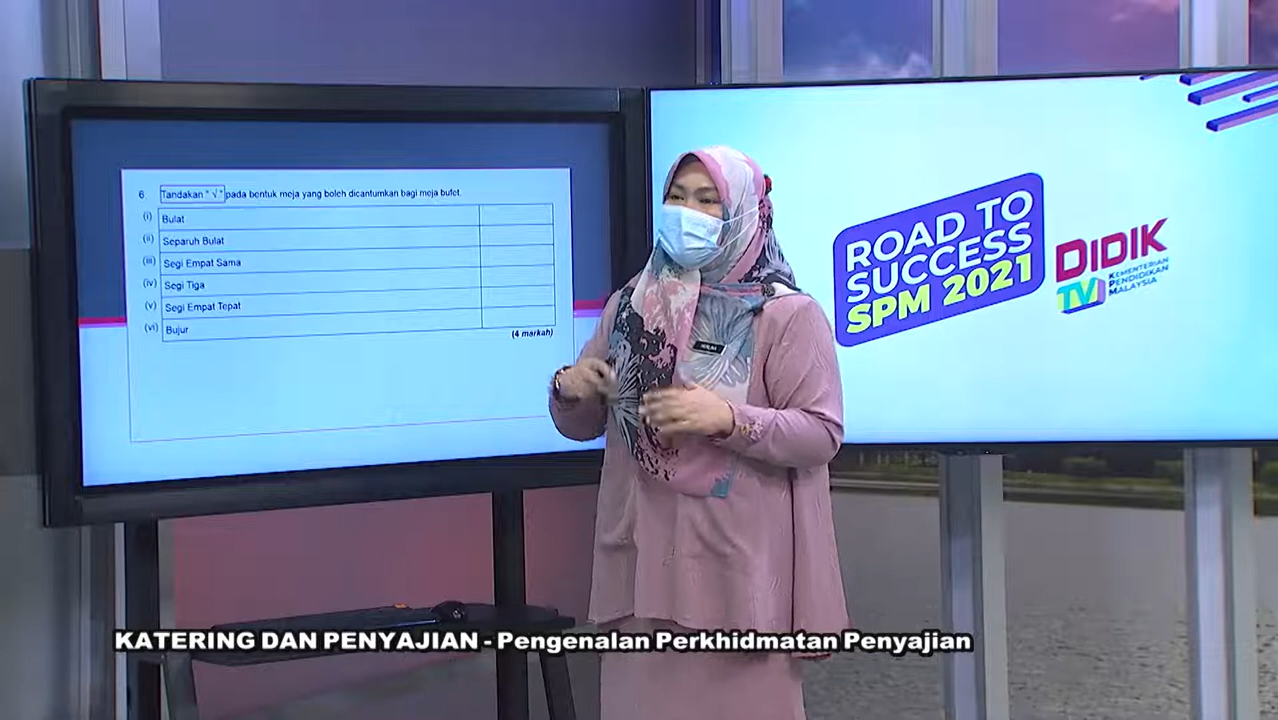 6 Tandakan " √ " pada bentuk meja yang boleh dicantumkan bagi meja bufet.
(i) Bulat
(ii) Separuh Bulat
(iii) Segi Empat Sama
(iv) Segi Tiga
(v) Segi Empat Tepat
(vi) Bujur
(4 markah)
ROAD TO
SUCCESS
SPM 2021
DIDIK
TV
KEMENTERIAN
PENDIDIKAN
MALAYSIA
KATERING DAN PENYAJIAN - Pengenalan Perkhidmatan Penyajian